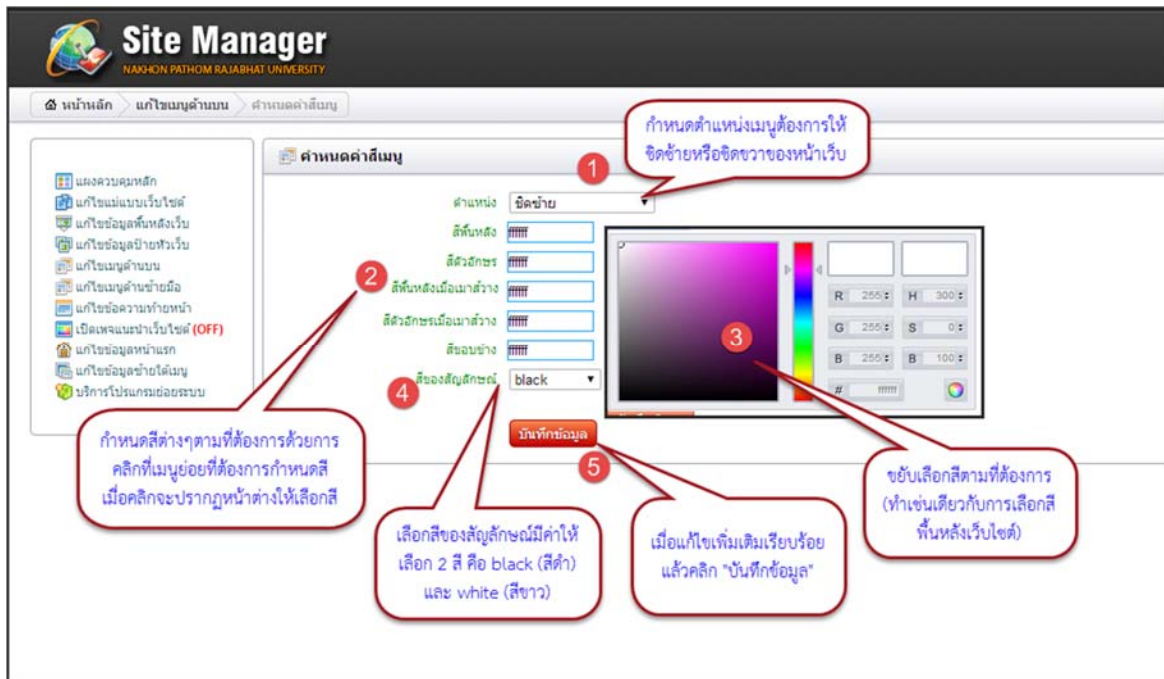 Site Manager
NAKHON PATHOM RAJABHAT UNIVERSITY
หน้าหลัก แก้ไขเมนูด้านบน กำหนดค่าสีเมนู
กำหนดตำแหน่งเมนูต้องการให้
ชิดซ้ายหรือชิดขวาของหน้าเว็บ
กำหนดค่าสีเมนู
1
แผงควบคุมหลัก
แก้ไขแม่แบบเว็บไซต์
แก้ไขข้อมูลพื้นหลังเว็บ
แก้ไขข้อมูลป้ายหัวเว็บ
แก้ไขเมนูด้านบน
แก้ไขเมนูด้านซ้ายมือ
แก้ไขข้อความท้ายหน้า
เปิดเพจแนะนำเว็บไซต์ (OFF)
แก้ไขข้อมูลหน้าแรก
แก้ไขข้อมูลซ้ายใต้เมนู
บริการโปรแกรมย่อยระบบ
ตำแหน่ง ชิดซ้าย
สีพื้นหลัง ffffff
สีตัวอักษร ffffff
2
สีพื้นหลังเมื่อเมาส์วาง ffffff
สีตัวอักษรเมื่อเมาส์วาง ffffff
สีขอบข้าง ffffff
4
สีของสัญลักษณ์ black
บันทึกข้อมูล
5
3
R 255 H 300
G 255 S 0
B 255 B 100
# ffffff
กำหนดสีต่างๆตามที่ต้องการด้วยการ
คลิกที่เมนูย่อยที่ต้องการกำหนดสี
เมื่อคลิกจะปรากฏหน้าต่างให้เลือกสี
เลือกสีของสัญลักษณ์มีค่าให้
เลือก 2 สี คือ black (สีดำ)
และ white (สีขาว)
เมื่อแก้ไขเพิ่มเติมเรียบร้อย
แล้วคลิก "บันทึกข้อมูล"
ขยับเลือกสีตามที่ต้องการ
(ทำเช่นเดียวกับการเลือกสี
พื้นหลังเว็บไซต์)